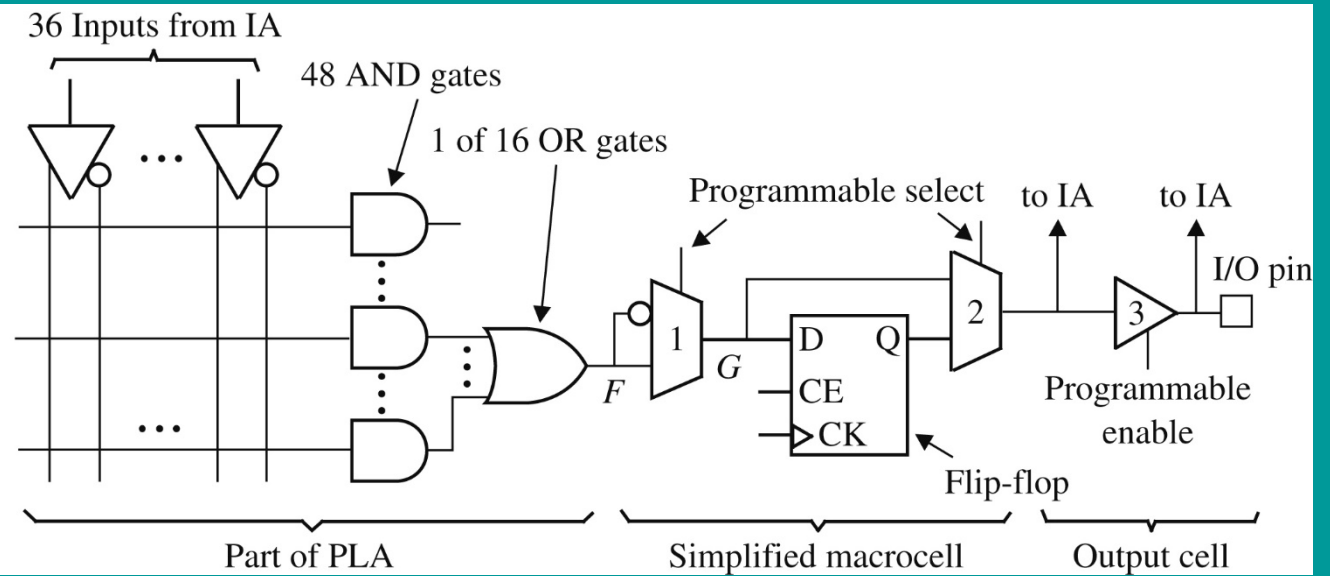 36 Inputs from IA
48 AND gates
1 of 16 OR gates
Programmable select
to IA
to IA
I/O pin
1
2
3
D
Q
F
G
CE
CK
Programmable
enable
Flip-flop
Part of PLA
Simplified macrocell
Output cell